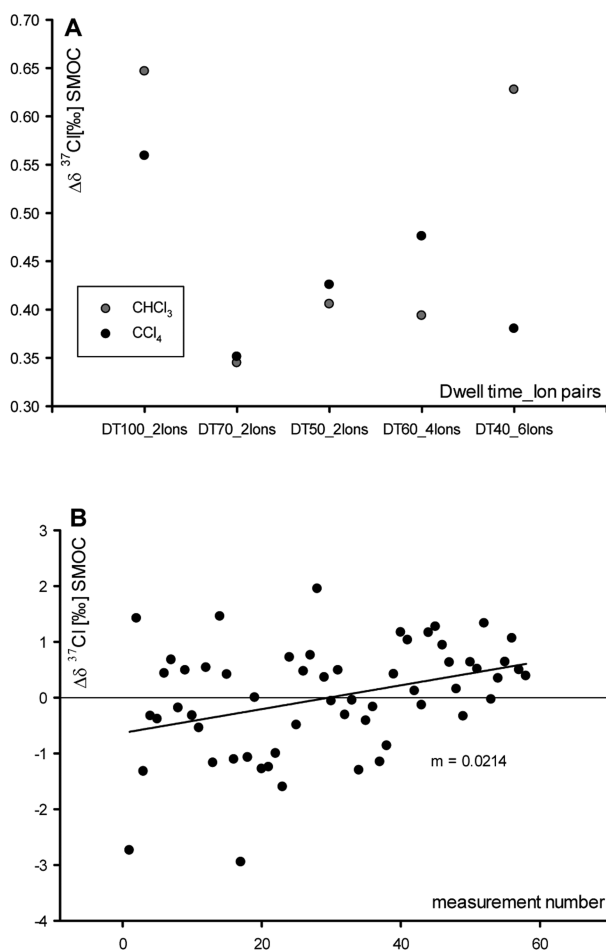 A
Δδ ³⁷Cl[‰] SMOC
0.70
0.65
0.60
0.55
0.50
0.45
0.40
0.35
0.30
CHCl₃
CCl₄
Dwell time_Ion pairs
DT100_2Ions DT70_2Ions DT50_2Ions DT60_4Ions DT40_6Ions
B
Δδ ³⁷Cl [‰] SMOC
3
2
1
0
-1
-2
-3
-4
m = 0.0214
measurement number
0 20 40 60